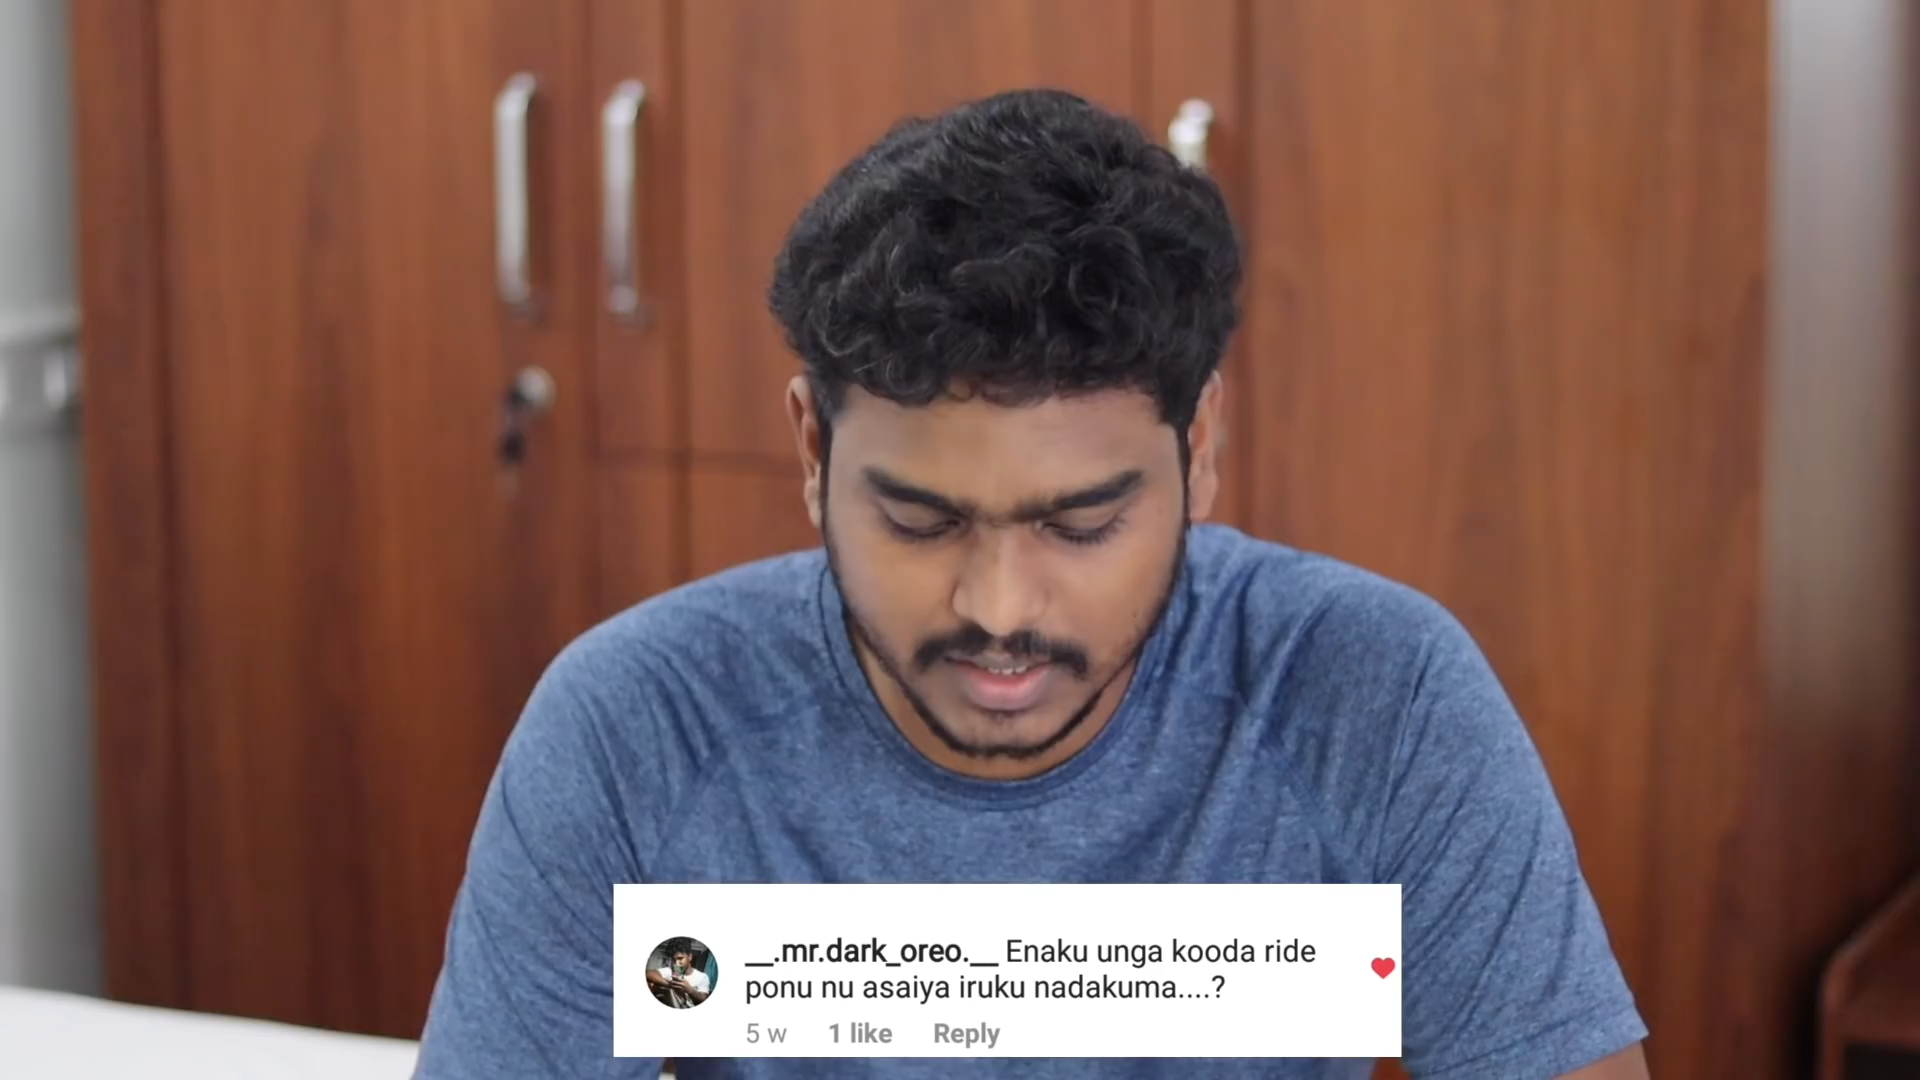 __.mr.dark_oreo.__ Enaku unga kooda ride
ponu nu asaiya iruku nadakuma....?
5 w 1 like Reply